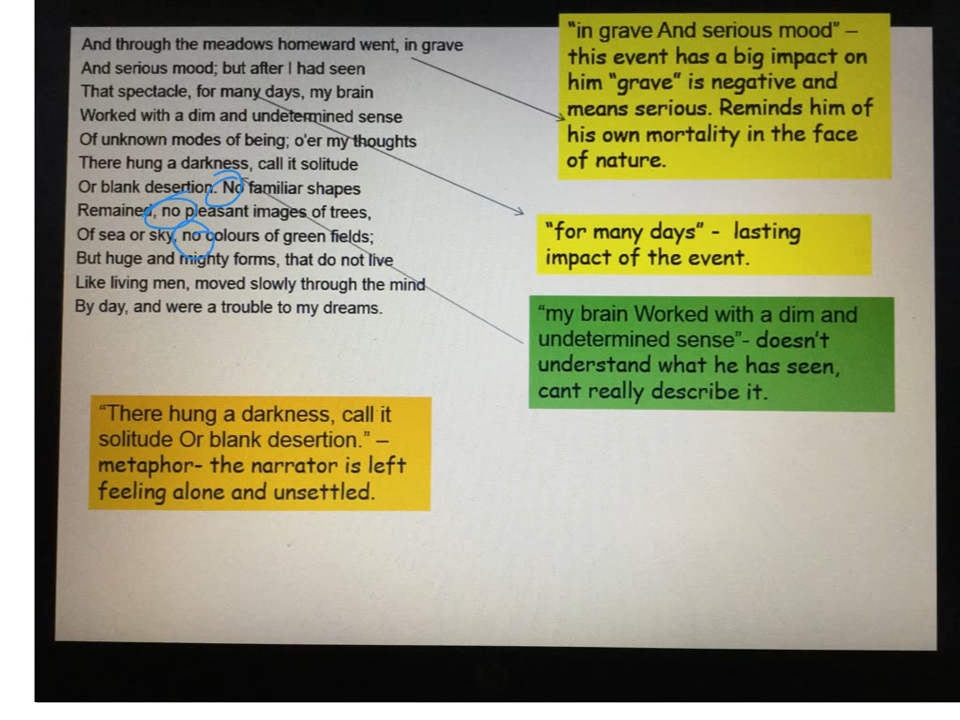 And through the meadows homeward went, in grave
And serious mood; but after I had seen
That spectacle, for many days, my brain
Worked with a dim and undetermined sense
Of unknown modes of being; o'er my thoughts
There hung a darkness, call it solitude
Or blank desertion. No familiar shapes
Remained, no pleasant images of trees,
Of sea or sky, no colours of green fields;
But huge and mighty forms, that do not live
Like living men, moved slowly through the mind
By day, and were a trouble to my dreams.
"in grave And serious mood" –
this event has a big impact on
him "grave" is negative and
means serious. Reminds him of
his own mortality in the face
of nature.
"for many days" - lasting
impact of the event.
"my brain Worked with a dim and
undetermined sense"- doesn't
understand what he has seen,
cant really describe it.
"There hung a darkness, call it
solitude Or blank desertion." –
metaphor- the narrator is left
feeling alone and unsettled.